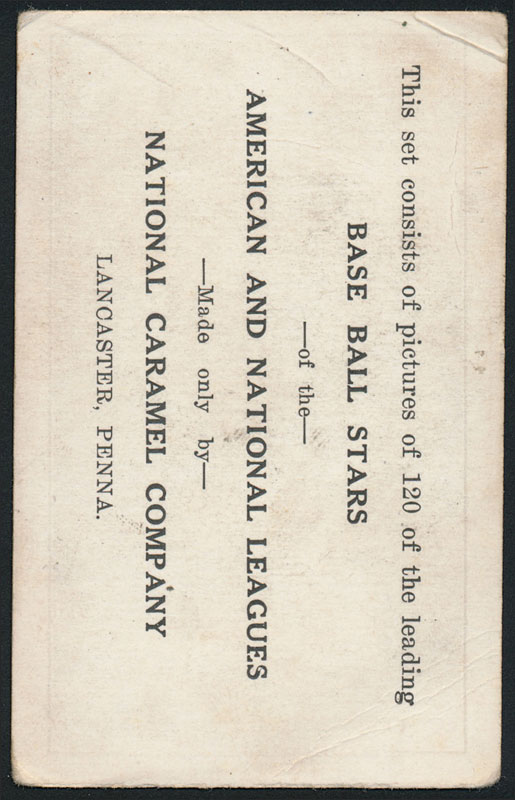 This set consists of pictures of 120 of the leading
BASE BALL STARS
—of the—
AMERICAN AND NATIONAL LEAGUES
—Made only by—
NATIONAL CARAMEL COMPANY
LANCASTER, PENNA.